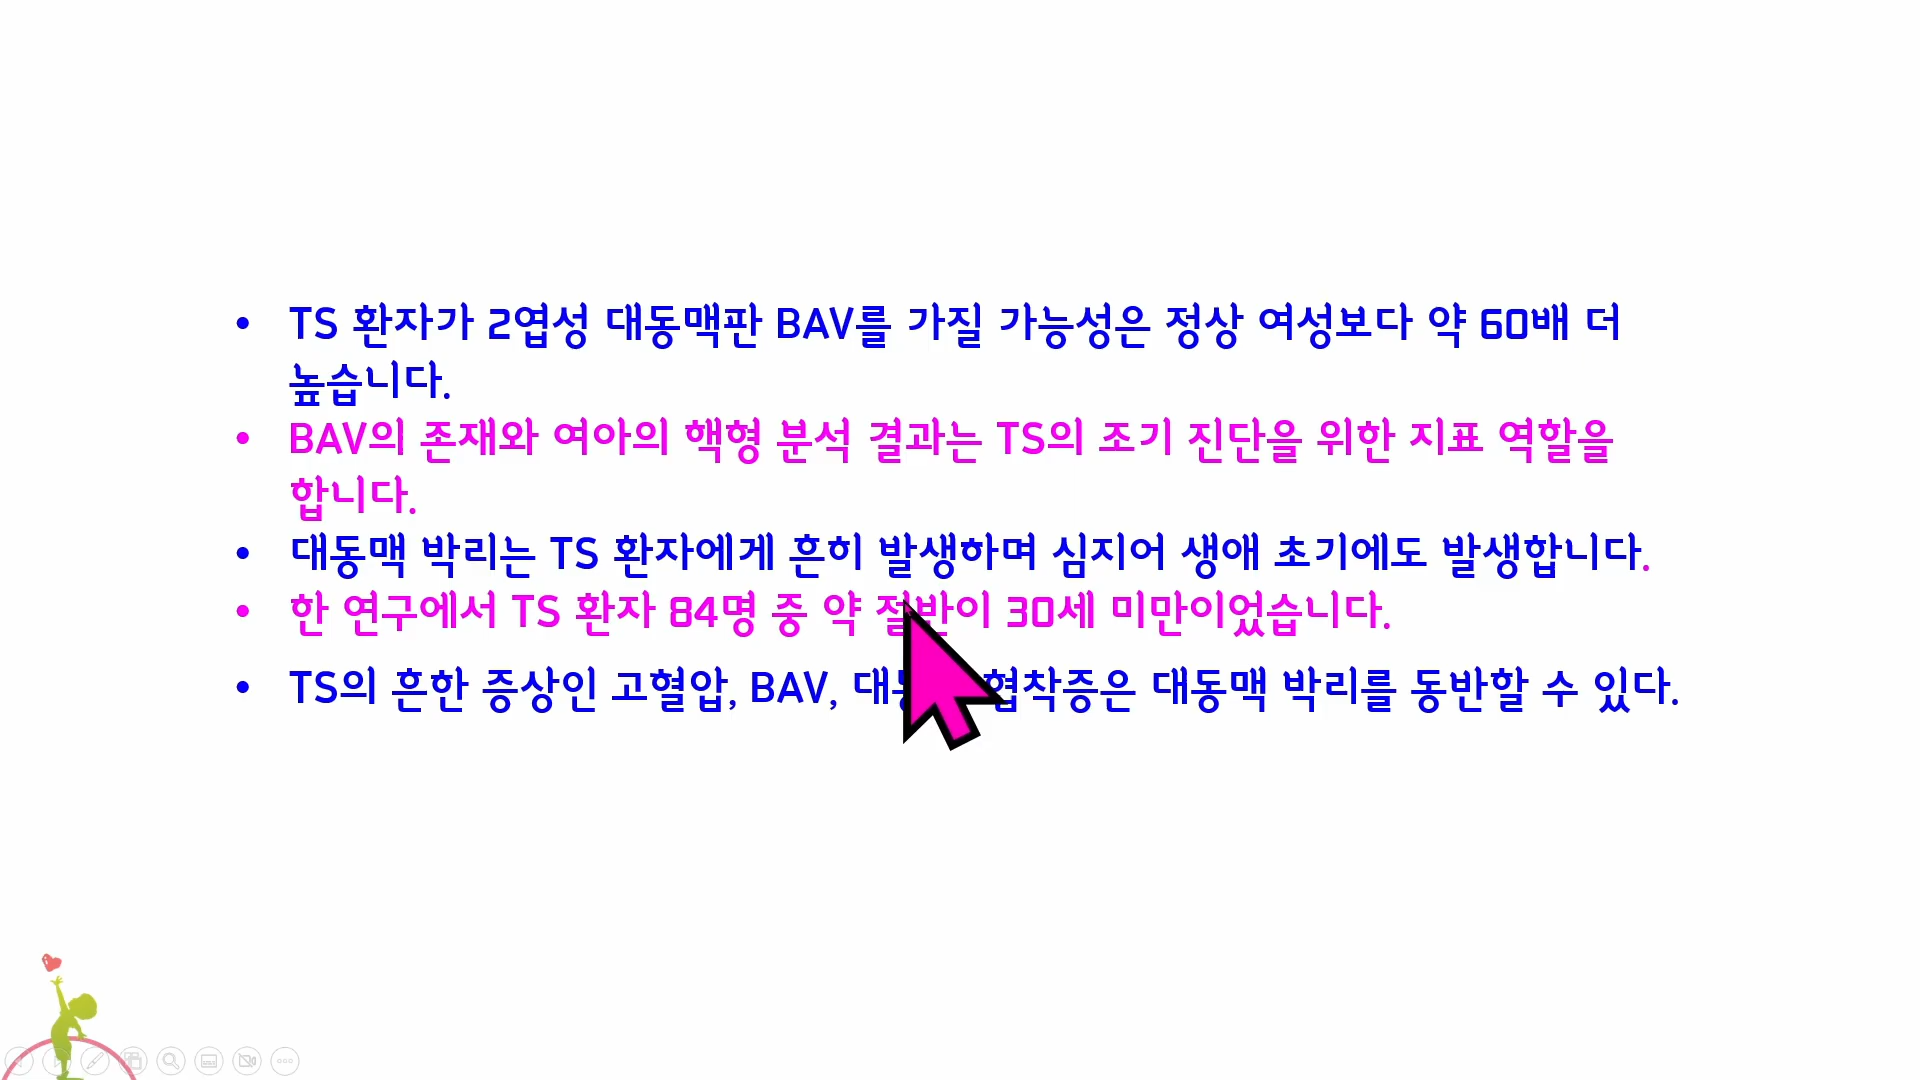 • TS 환자가 2엽성 대동맥판 BAV를 가질 가능성은 정상 여성보다 약 60배 더
높습니다.
• BAV의 존재와 여아의 핵형 분석 결과는 TS의 조기 진단을 위한 지표 역할을
합니다.
• 대동맥 박리는 TS 환자에게 흔히 발생하며 심지어 생애 초기에도 발생합니다.
• 한 연구에서 TS 환자 84명 중 약 절반이 30세 미만이었습니다.
• TS의 흔한 증상인 고혈압, BAV, 협착증은 대동맥 박리를 동반할 수 있다.